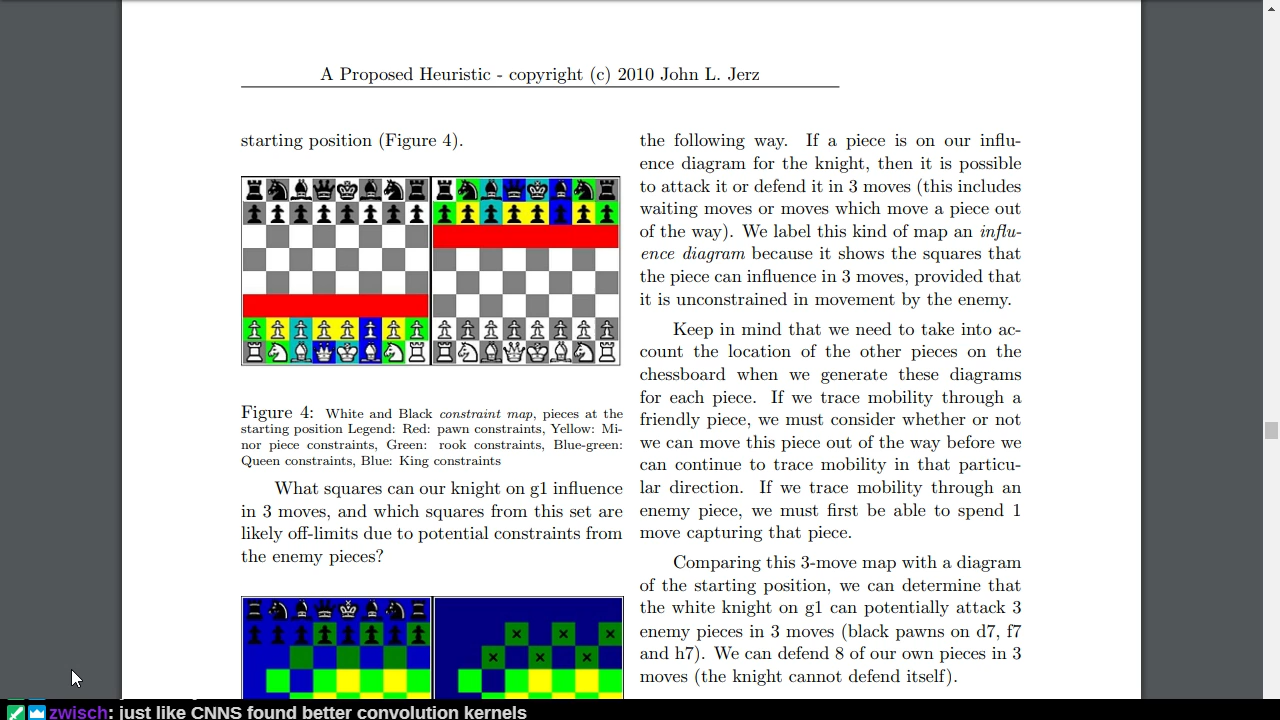 A Proposed Heuristic - copyright (c) 2010 John L. Jerz
starting position (Figure 4).
Figure 4: White and Black constraint map, pieces at the
starting position Legend: Red: pawn constraints, Yellow: Mi-
nor piece constraints, Green: rook constraints, Blue-green:
Queen constraints, Blue: King constraints
What squares can our knight on g1 influence
in 3 moves, and which squares from this set are
likely off-limits due to potential constraints from
the enemy pieces?
the following way. If a piece is on our influ-
ence diagram for the knight, then it is possible
to attack it or defend it in 3 moves (this includes
waiting moves or moves which move a piece out
of the way). We label this kind of map an influ-
ence diagram because it shows the squares that
the piece can influence in 3 moves, provided that
it is unconstrained in movement by the enemy.
Keep in mind that we need to take into ac-
count the location of the other pieces on the
chessboard when we generate these diagrams
for each piece. If we trace mobility through a
friendly piece, we must consider whether or not
we can move this piece out of the way before we
can continue to trace mobility in that particu-
lar direction. If we trace mobility through an
enemy piece, we must first be able to spend 1
move capturing that piece.
Comparing this 3-move map with a diagram
of the starting position, we can determine that
the white knight on g1 can potentially attack 3
enemy pieces in 3 moves (black pawns on d7, f7
and h7). We can defend 8 of our own pieces in 3
moves (the knight cannot defend itself).
zwisch: just like CNNS found better convolution kernels